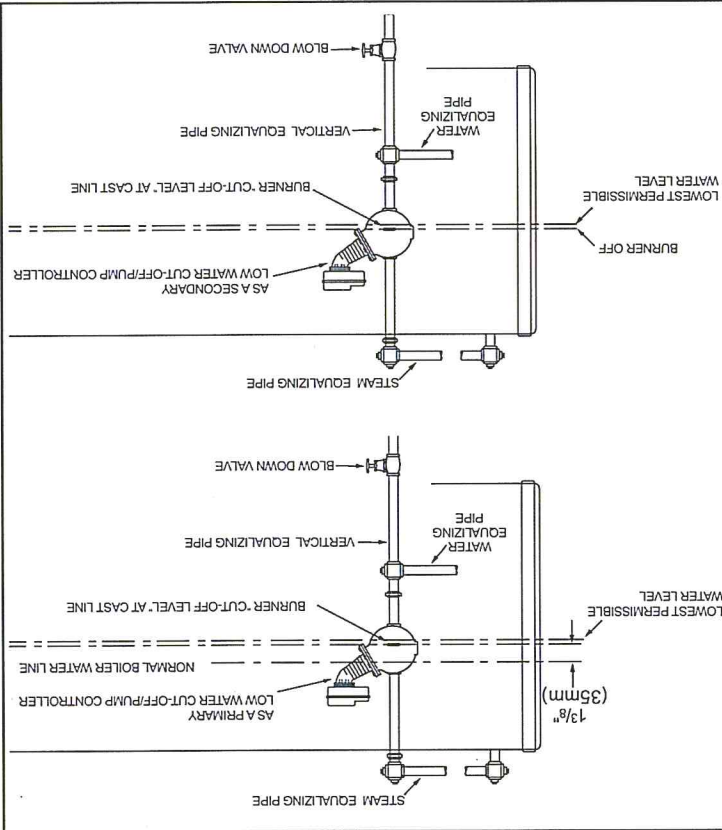 STEAM EQUALIZING PIPE
AS A PRIMARY
LOW WATER CUT-OFF/PUMP CONTROLLER
1 3/8"
(35mm)
NORMAL BOILER WATER LINE
BURNER "CUT-OFF LEVEL" AT CAST LINE
LOWEST PERMISSIBLE
WATER LEVEL
WATER
EQUALIZING
PIPE
VERTICAL EQUALIZING PIPE
BLOW DOWN VALVE
STEAM EQUALIZING PIPE
AS A SECONDARY
LOW WATER CUT-OFF/PUMP CONTROLLER
BURNER OFF
LOWEST PERMISSIBLE
WATER LEVEL
BURNER "CUT-OFF LEVEL" AT CAST LINE
WATER
EQUALIZING
PIPE
VERTICAL EQUALIZING PIPE
BLOW DOWN VALVE